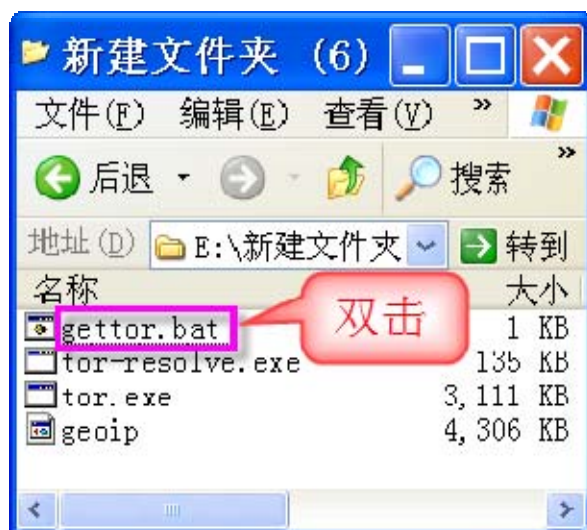 新建文件夹 (6)
文件(F) 编辑(E) 查看(V) »
后退 搜索 »
地址(D) E:\新建文件夹 转到
名称 大小
gettor.bat 1 KB
双击
tor-resolve.exe 135 KB
tor.exe 3,111 KB
geoip 4,306 KB